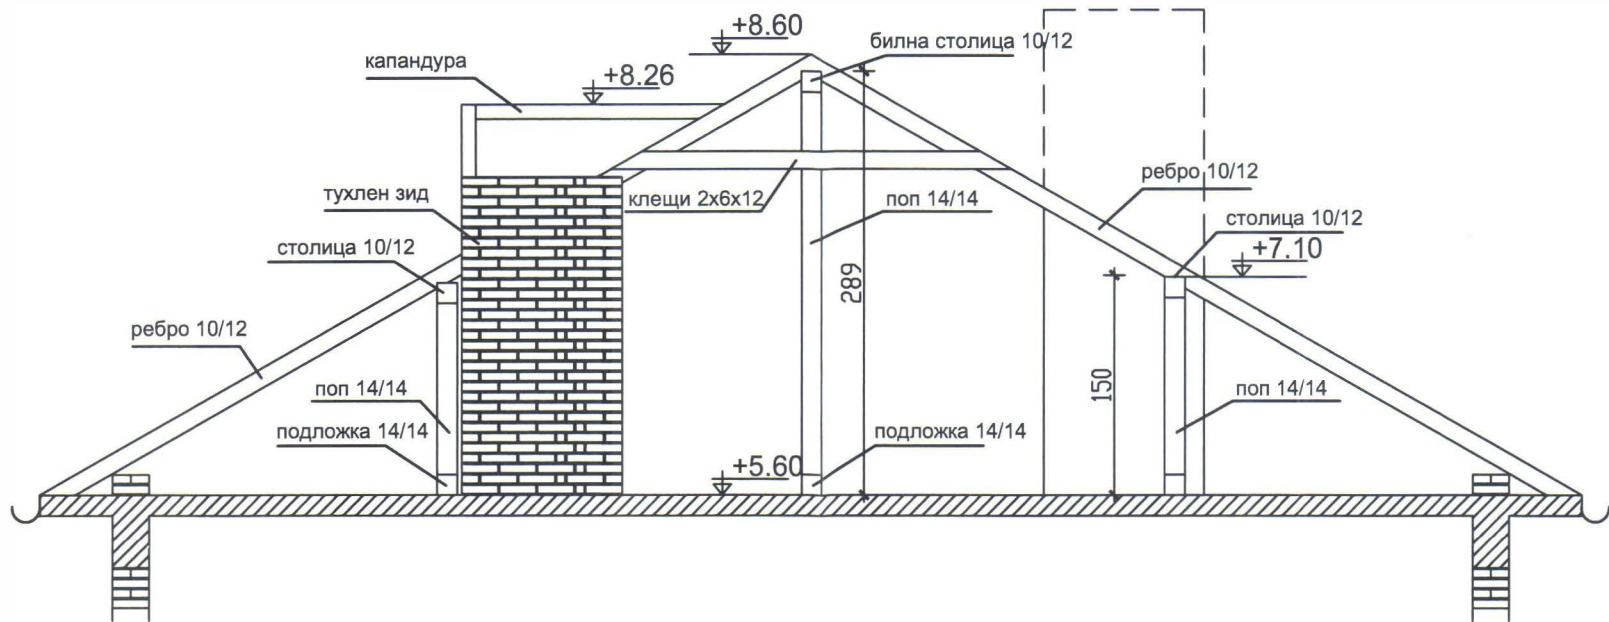 +8.60
билна столица 10/12
капандура
+8.26
ребро 10/12
тухлен зид
клещи 2х6х12
поп 14/14
столица 10/12
столица 10/12
+7.10
289
ребро 10/12
150
поп 14/14
поп 14/14
подложка 14/14
подложка 14/14
+5.60